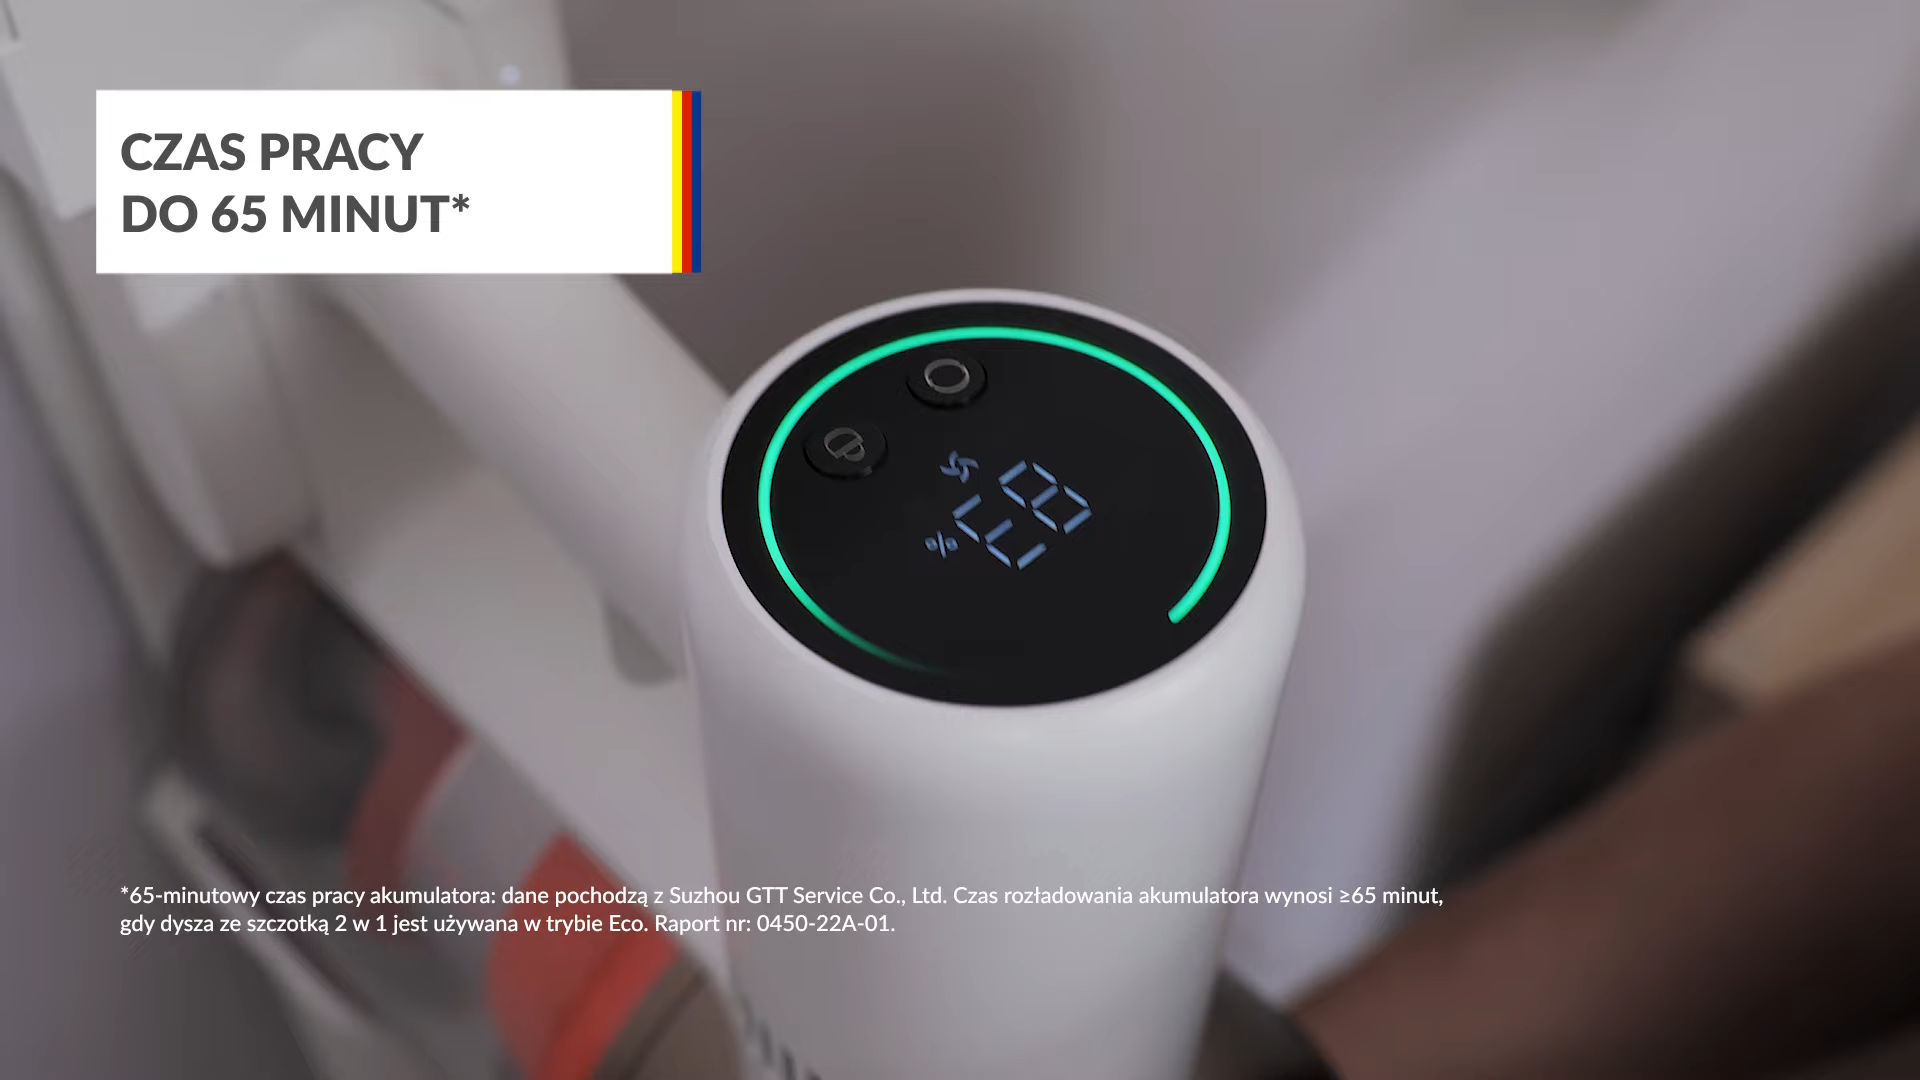 CZAS PRACY
DO 65 MINUT*
*65-minutowy czas pracy akumulatora: dane pochodzą z Suzhou GTT Service Co., Ltd. Czas rozładowania akumulatora wynosi ≥65 minut,
gdy dysza ze szczotką 2 w 1 jest używana w trybie Eco. Raport nr: 0450-22A-01.